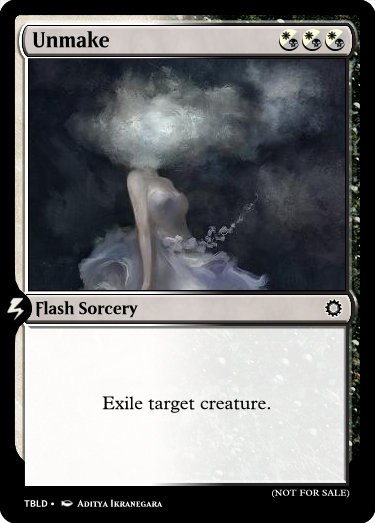 Unmake
Flash Sorcery
Exile target creature.
(NOT FOR SALE)
TBLD • Aditya Ikranegara